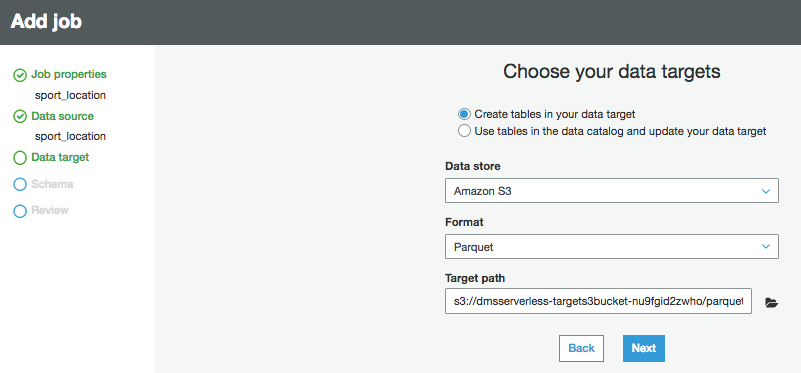 Add job
Job properties
sport_location
Data source
sport_location
Data target
Schema
Review
Choose your data targets
Create tables in your data target
Use tables in the data catalog and update your data target
Data store
Amazon S3
Format
Parquet
Target path
s3://dmsserverless-targets3bucket-nu9fgid2zwho/parquet
Back
Next